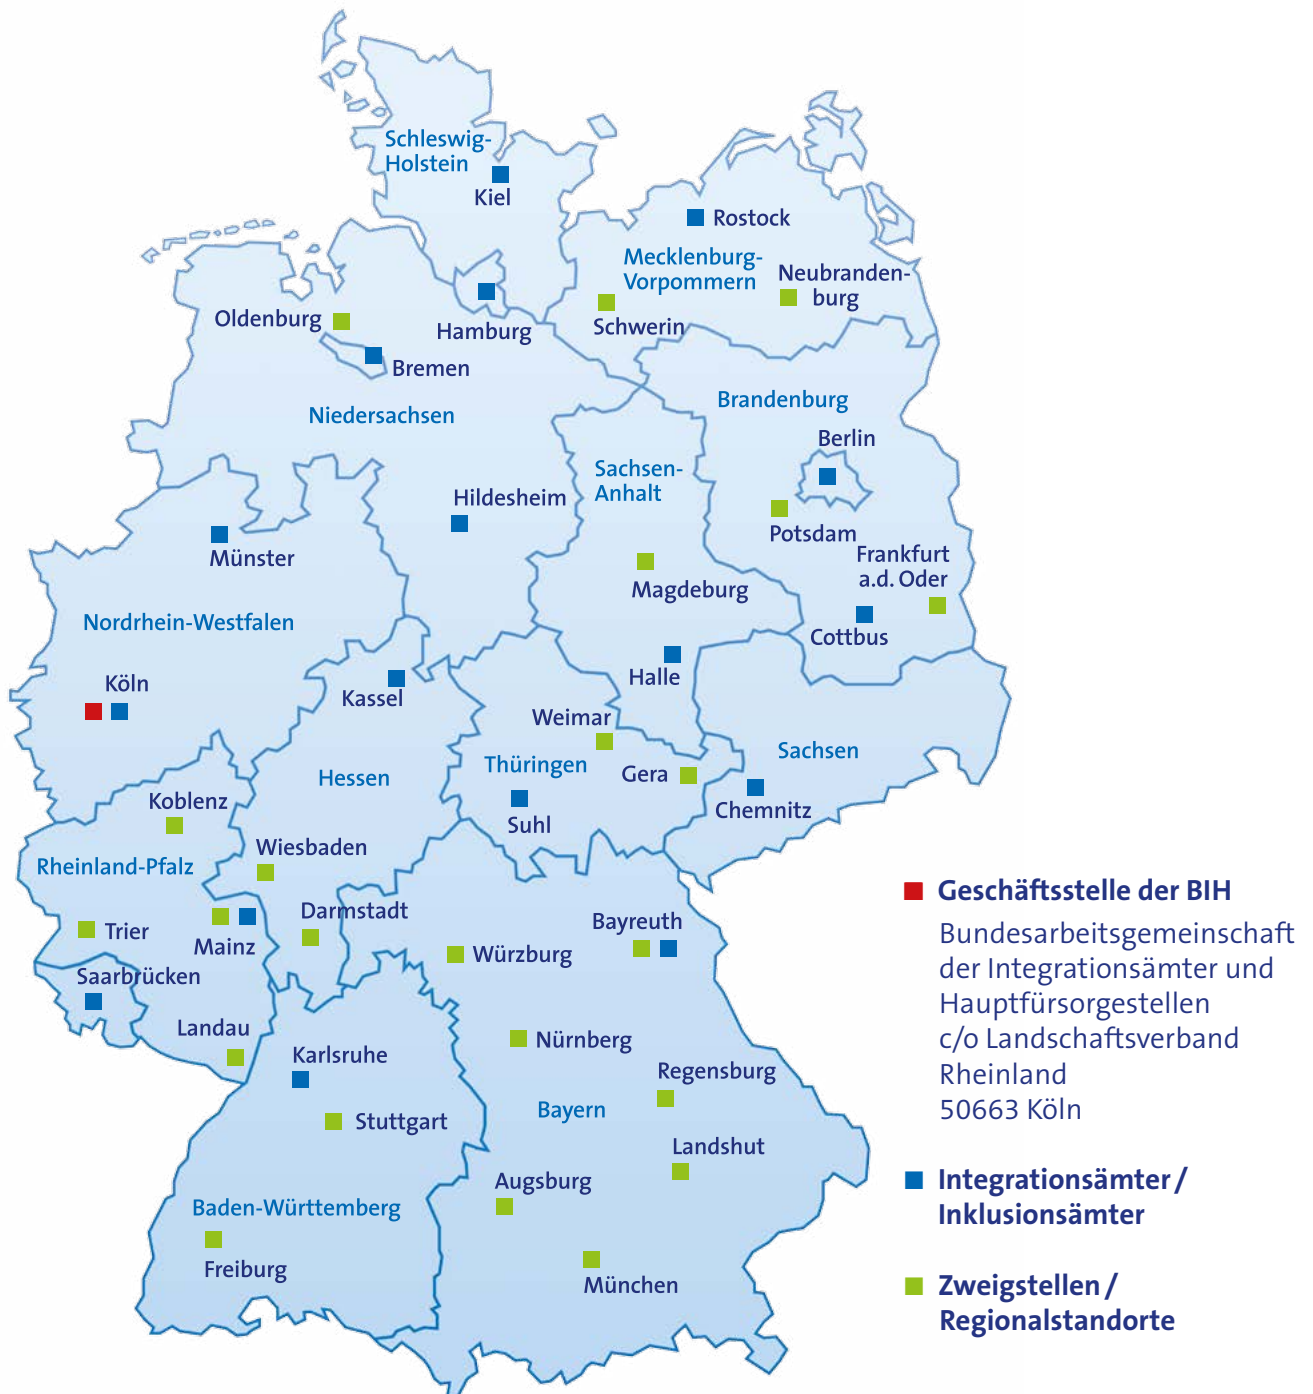 Schleswig-
Holstein
Kiel
Rostock
Mecklenburg-
Vorpommern
Neubranden-
burg
Schwerin
Oldenburg
Hamburg
Bremen
Niedersachsen
Brandenburg
Berlin
Sachsen-
Anhalt
Hildesheim
Potsdam
Münster
Frankfurt
a.d. Oder
Magdeburg
Nordrhein-Westfalen
Cottbus
Halle
Köln
Kassel
Weimar
Sachsen
Thüringen
Gera
Hessen
Koblenz
Chemnitz
Suhl
Wiesbaden
Rheinland-Pfalz
Darmstadt
Bayreuth
Trier
Mainz
Würzburg
Saarbrücken
Landau
Nürnberg
Karlsruhe
Regensburg
Bayern
Stuttgart
Landshut
Augsburg
Baden-Württemberg
Freiburg
München
Geschäftsstelle der BIH
Bundesarbeitsgemeinschaft
der Integrationsämter und
Hauptfürsorgestellen
c/o Landschaftsverband
Rheinland
50663 Köln
Integrationsämter /
Inklusionsämter
Zweigstellen /
Regionalstandorte